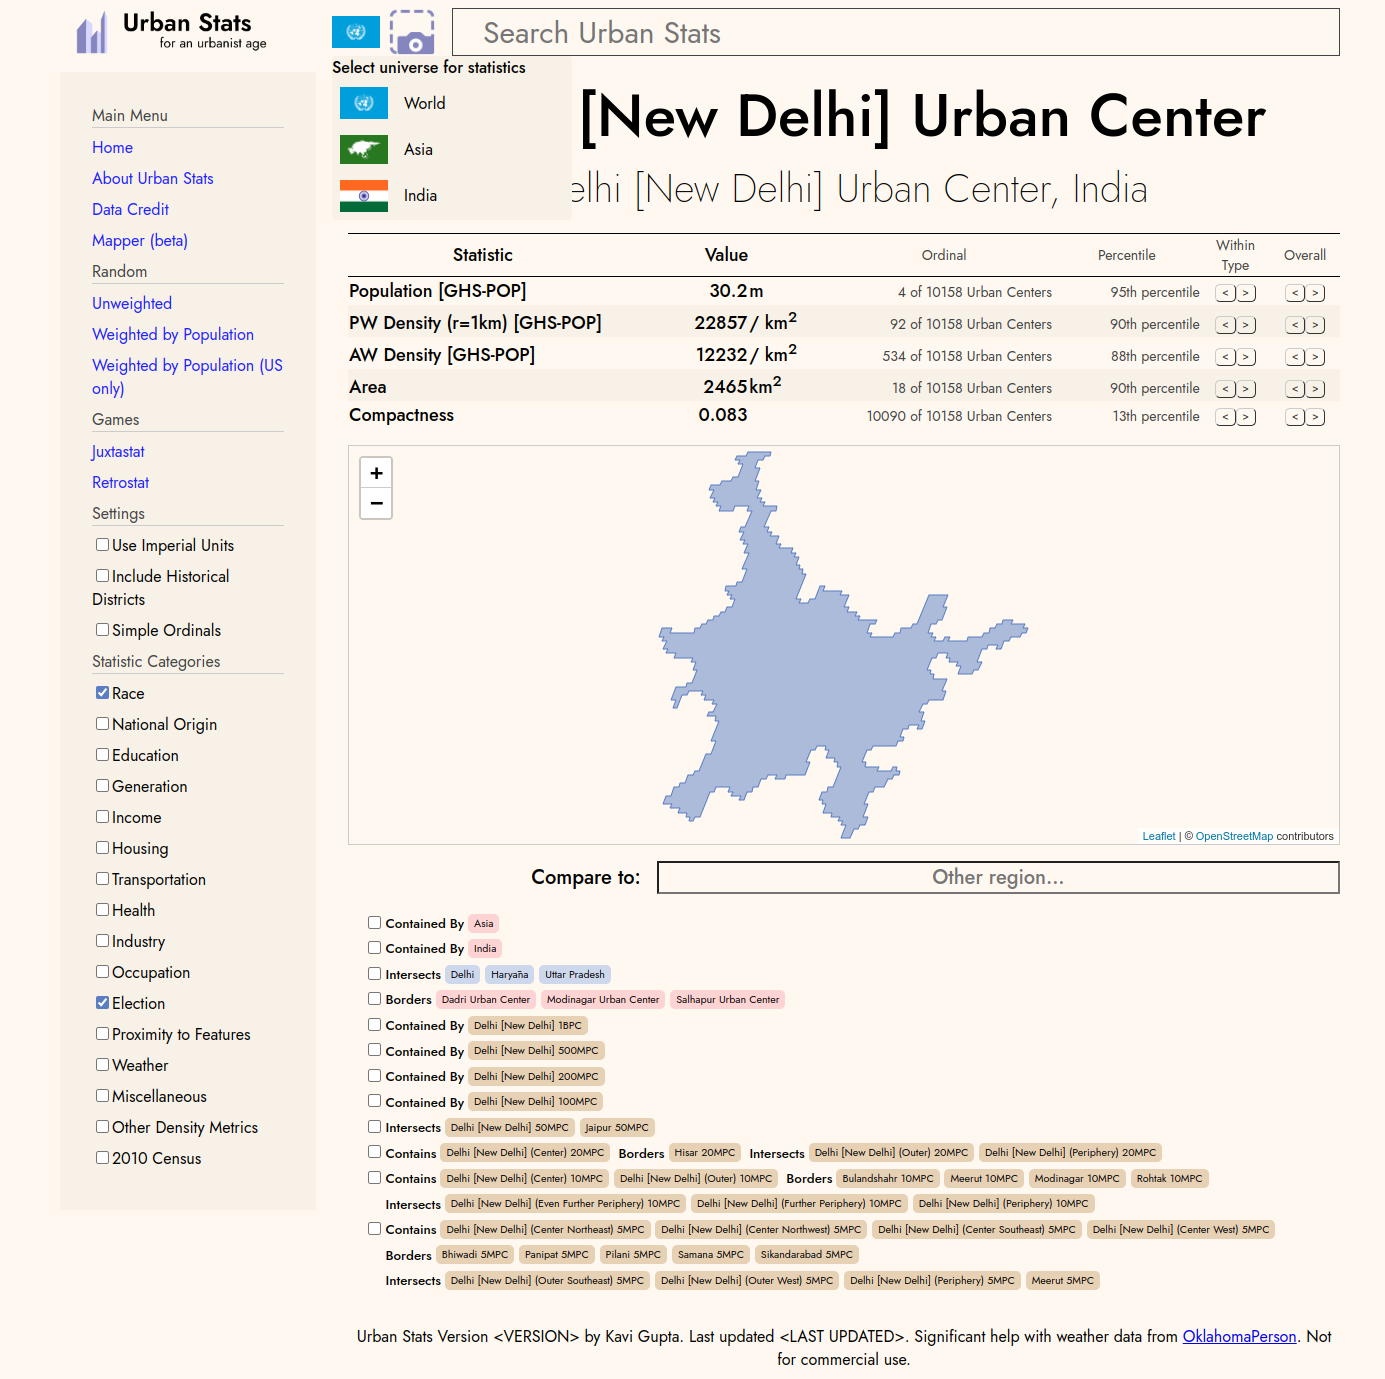 Urban Stats
for an urbanist age
Search Urban Stats
Select universe for statistics
World
Asia
India
[New Delhi] Urban Center
elhi [New Delhi] Urban Center, India
Main Menu
Home
About Urban Stats
Data Credit
Mapper (beta)
Random
Unweighted
Weighted by Population
Weighted by Population (US
only)
Games
Juxtastat
Retrostat
Settings
Use Imperial Units
Include Historical
Districts
Simple Ordinals
Statistic Categories
Race
National Origin
Education
Generation
Income
Housing
Transportation
Health
Industry
Occupation
Election
Proximity to Features
Weather
Miscellaneous
Other Density Metrics
2010 Census
Statistic Value Ordinal Percentile Within Type Overall
Population [GHS-POP] 30.2 m 4 of 10158 Urban Centers 95th percentile < > < >
PW Density (r=1km) [GHS-POP] 22857 / km² 92 of 10158 Urban Centers 90th percentile < > < >
AW Density [GHS-POP] 12232 / km² 534 of 10158 Urban Centers 88th percentile < > < >
Area 2465 km² 18 of 10158 Urban Centers 90th percentile < > < >
Compactness 0.083 10090 of 10158 Urban Centers 13th percentile < > < >
+
−
Leaflet | © OpenStreetMap contributors
Compare to: Other region...
Contained By Asia
Contained By India
Intersects Delhi Haryāna Uttar Pradesh
Borders Dadri Urban Center Modinagar Urban Center Salhapur Urban Center
Contained By Delhi [New Delhi] 1BPC
Contained By Delhi [New Delhi] 500MPC
Contained By Delhi [New Delhi] 200MPC
Contained By Delhi [New Delhi] 100MPC
Intersects Delhi [New Delhi] 50MPC Jaipur 50MPC
Contains Delhi [New Delhi] (Center) 20MPC Borders Hisar 20MPC Intersects Delhi [New Delhi] (Outer) 20MPC Delhi [New Delhi] (Periphery) 20MPC
Contains Delhi [New Delhi] (Center) 10MPC Delhi [New Delhi] (Outer) 10MPC Borders Bulandshahr 10MPC Meerut 10MPC Modinagar 10MPC Rohtak 10MPC
Intersects Delhi [New Delhi] (Even Further Periphery) 10MPC Delhi [New Delhi] (Further Periphery) 10MPC Delhi [New Delhi] (Periphery) 10MPC
Contains Delhi [New Delhi] (Center Northeast) 5MPC Delhi [New Delhi] (Center Northwest) 5MPC Delhi [New Delhi] (Center Southeast) 5MPC Delhi [New Delhi] (Center West) 5MPC
Borders Bhiwadi 5MPC Panipat 5MPC Pilani 5MPC Samana 5MPC Sikandarabad 5MPC
Intersects Delhi [New Delhi] (Outer Southeast) 5MPC Delhi [New Delhi] (Outer West) 5MPC Delhi [New Delhi] (Periphery) 5MPC Meerut 5MPC
Urban Stats Version <VERSION> by Kavi Gupta. Last updated <LAST UPDATED>. Significant help with weather data from OklahomaPerson. Not
for commercial use.